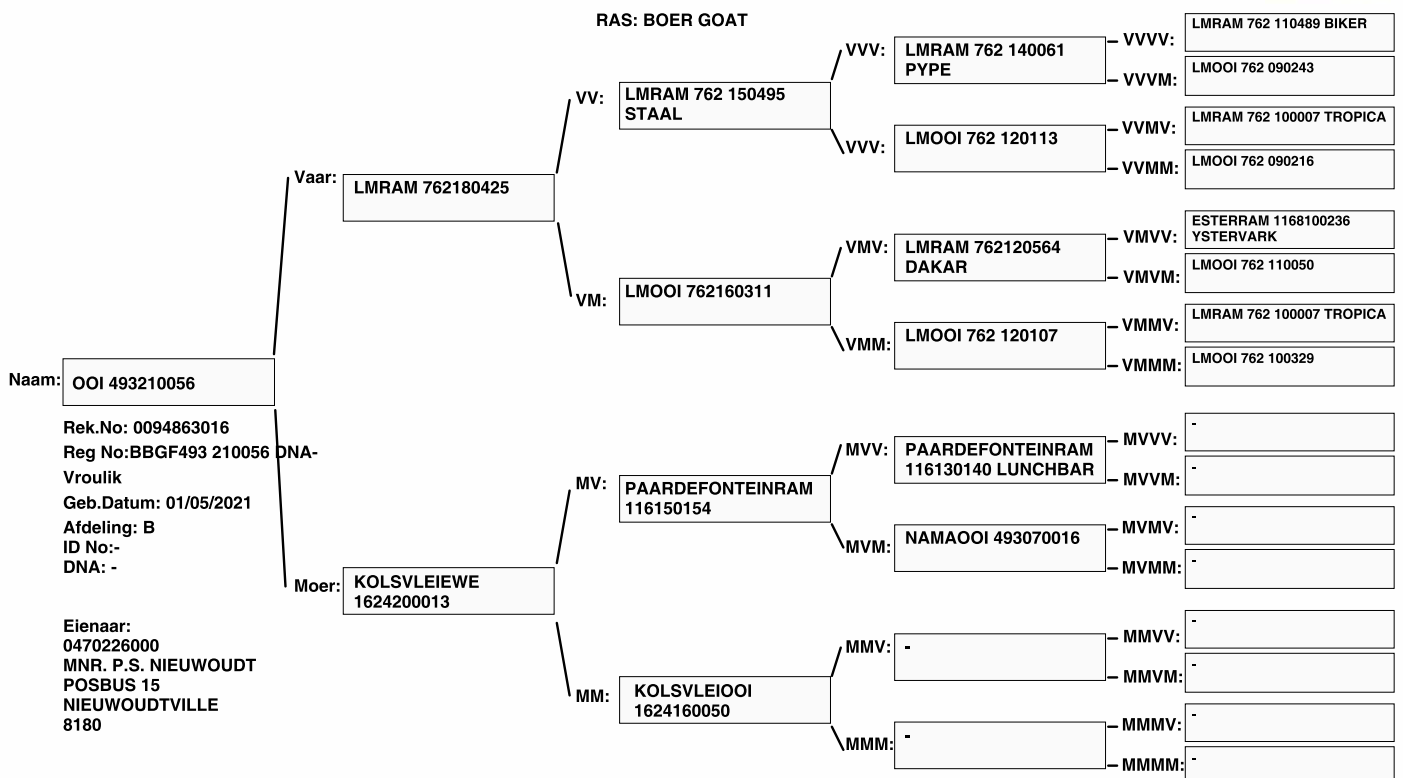 RAS: BOER GOAT
Naam: OOI 493210056
Rek.No: 0094863016
Reg No:BBGF493 210056 DNA-
Vroulik
Geb.Datum: 01/05/2021
Afdeling: B
ID No:-
DNA: -
Eienaar:
0470226000
MNR. P.S. NIEUWOUDT
POSBUS 15
NIEUWOUDTVILLE
8180
Vaar: LMRAM 762180425
Moer: KOLSVLEIEWE
1624200013
VV: LMRAM 762 150495
STAAL
VM: LMOOI 762160311
MV: PAARDEFONTEINRAM
116150154
MM: KOLSVLEIOOI
1624160050
VVV: LMRAM 762 140061
PYPE
VVV: LMOOI 762 120113
VMV: LMRAM 762120564
DAKAR
VMM: LMOOI 762 120107
MVV: PAARDEFONTEINRAM
116130140 LUNCHBAR
MVM: NAMAOOI 493070016
MMV: -
MMM: -
VVVV: LMRAM 762 110489 BIKER
VVVM: LMOOI 762 090243
VVMV: LMRAM 762 100007 TROPICA
VVMM: LMOOI 762 090216
VMVV: ESTERRAM 1168100236
YSTERVARK
VMVM: LMOOI 762 110050
VMMV: LMRAM 762 100007 TROPICA
VMMM: LMOOI 762 100329
MVVV: -
MVVM: -
MVMV: -
MVMM: -
MMVV: -
MMVM: -
MMMV: -
MMMM: -